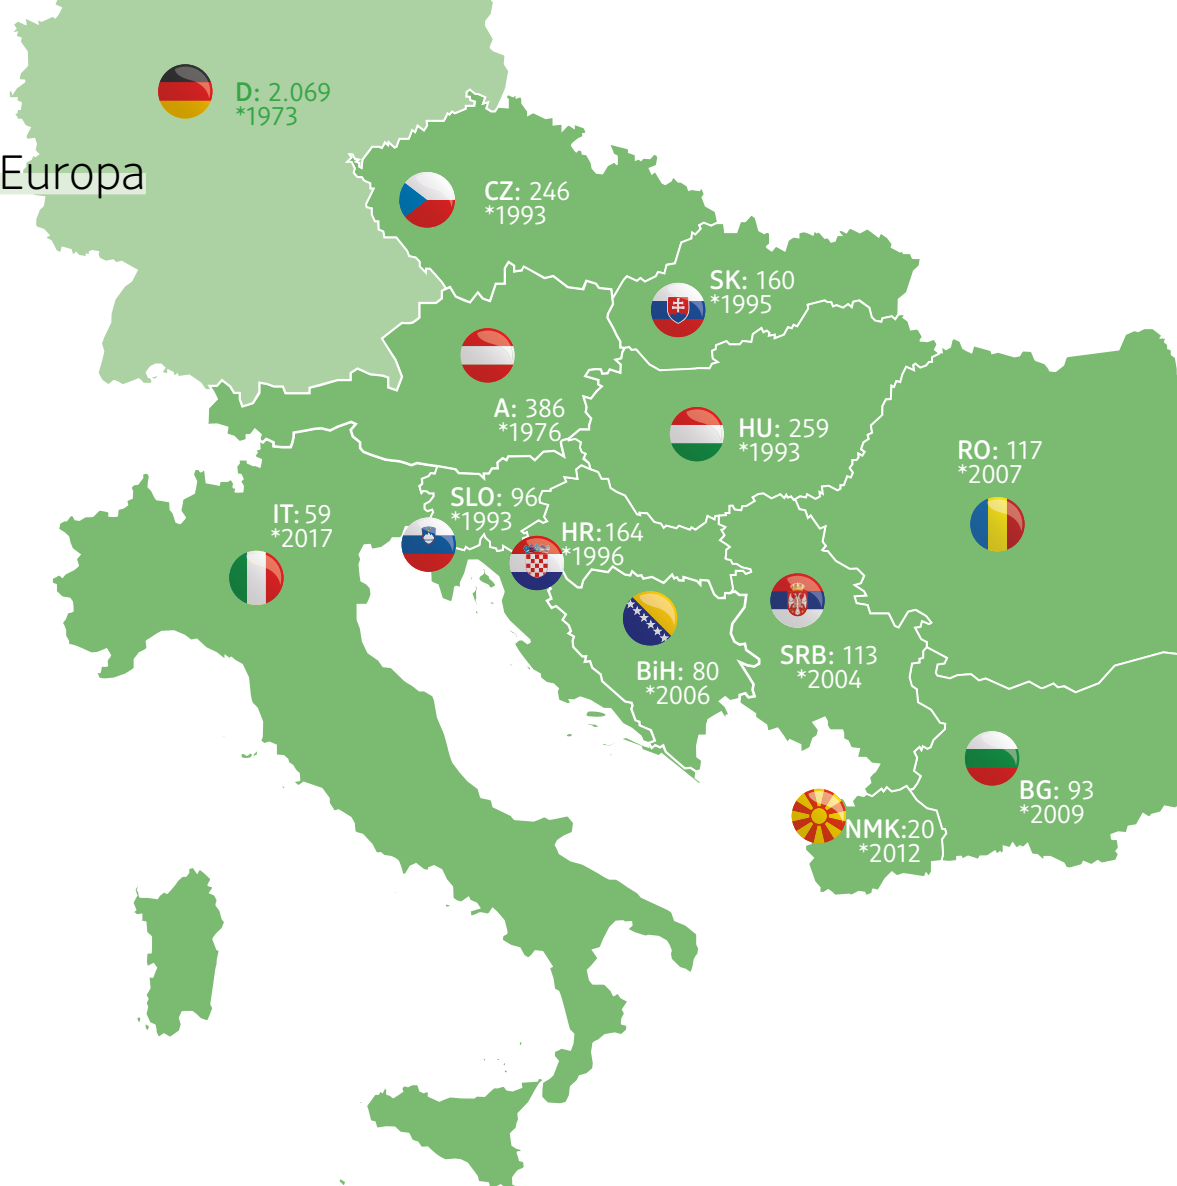 D: 2.069
*1973
Europa
CZ: 246
*1993
SK: 160
*1995
A: 386
*1976
HU: 259
*1993
RO: 117
*2007
SLO: 96
*1993
IT: 59
*2017
HR:164
*1996
BiH: 80
*2006
SRB: 113
*2004
BG: 93
*2009
NMK:20
*2012